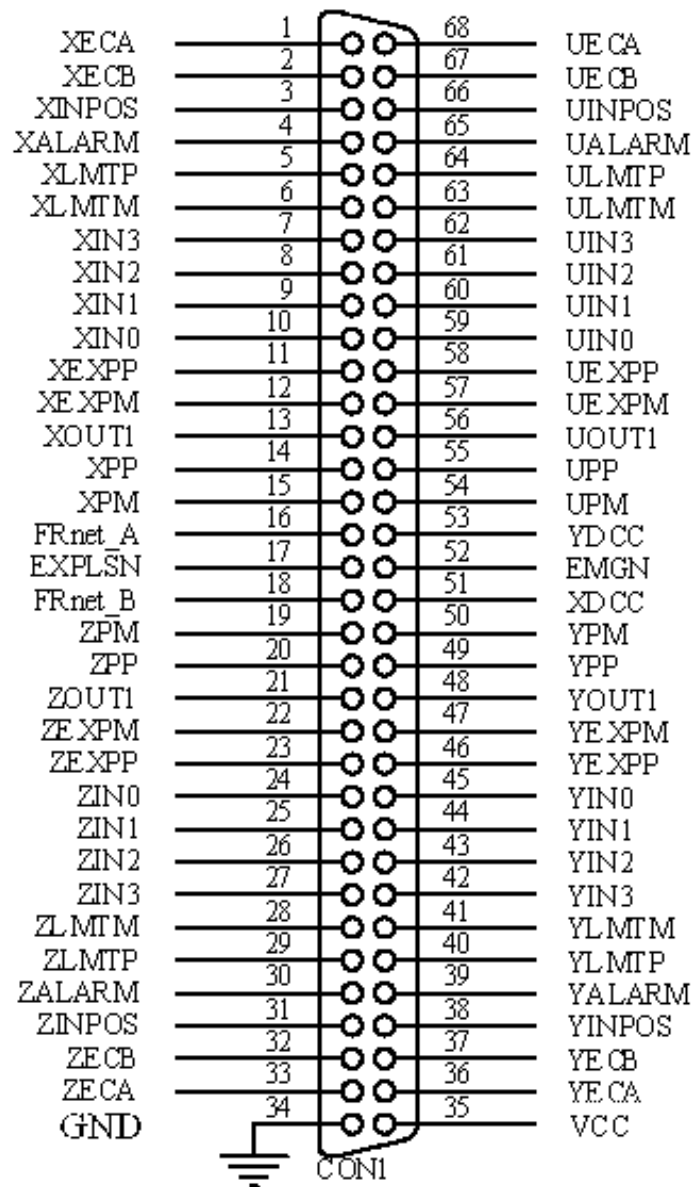 XECA 1 68 UECA
XECB 2 67 UECB
XINPOS 3 66 UINPOS
XALARM 4 65 UALARM
XLMTP 5 64 ULMTP
XLMTM 6 63 ULMTM
XIN3 7 62 UIN3
XIN2 8 61 UIN2
XIN1 9 60 UIN1
XIN0 10 59 UIN0
XEXPP 11 58 UEXPP
XEXPM 12 57 UEXPM
XOUT1 13 56 UOUT1
XPP 14 55 UPP
XPM 15 54 UPM
FRnet_A 16 53 YDCC
EXPLSN 17 52 EMGN
FRnet_B 18 51 XDCC
ZPM 19 50 YPM
ZPP 20 49 YPP
ZOUT1 21 48 YOUT1
ZEXPM 22 47 YEXPM
ZEXPP 23 46 YEXPP
ZIN0 24 45 YIN0
ZIN1 25 44 YIN1
ZIN2 26 43 YIN2
ZIN3 27 42 YIN3
ZLMTM 28 41 YLMTM
ZLMTP 29 40 YLMTP
ZALARM 30 39 YALARM
ZINPOS 31 38 YINPOS
ZECB 32 37 YECB
ZECA 33 36 YECA
GND 34 35 VCC
CON1